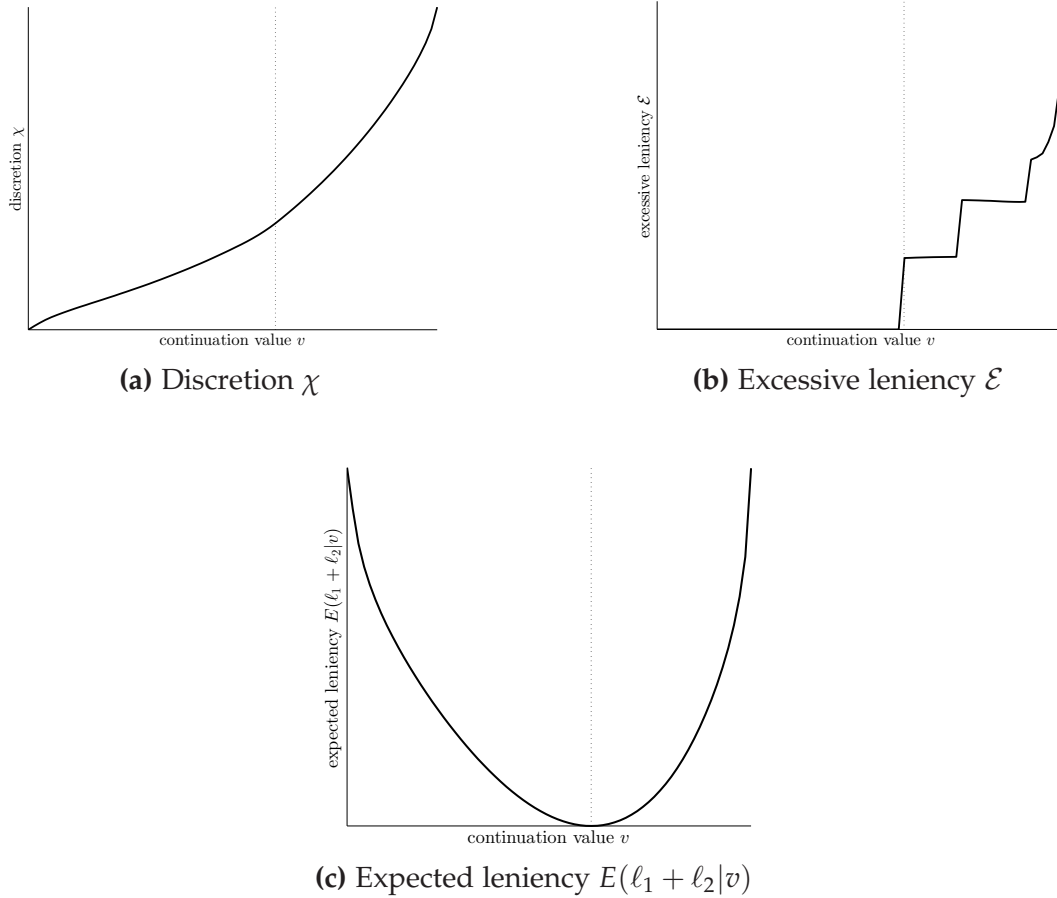 discretion χ
continuation value v
(a) Discretion χ
excessive leniency ℰ
continuation value v
(b) Excessive leniency ℰ
expected leniency E(ℓ₁ + ℓ₂|v)
continuation value v
(c) Expected leniency E(ℓ₁ + ℓ₂|v)